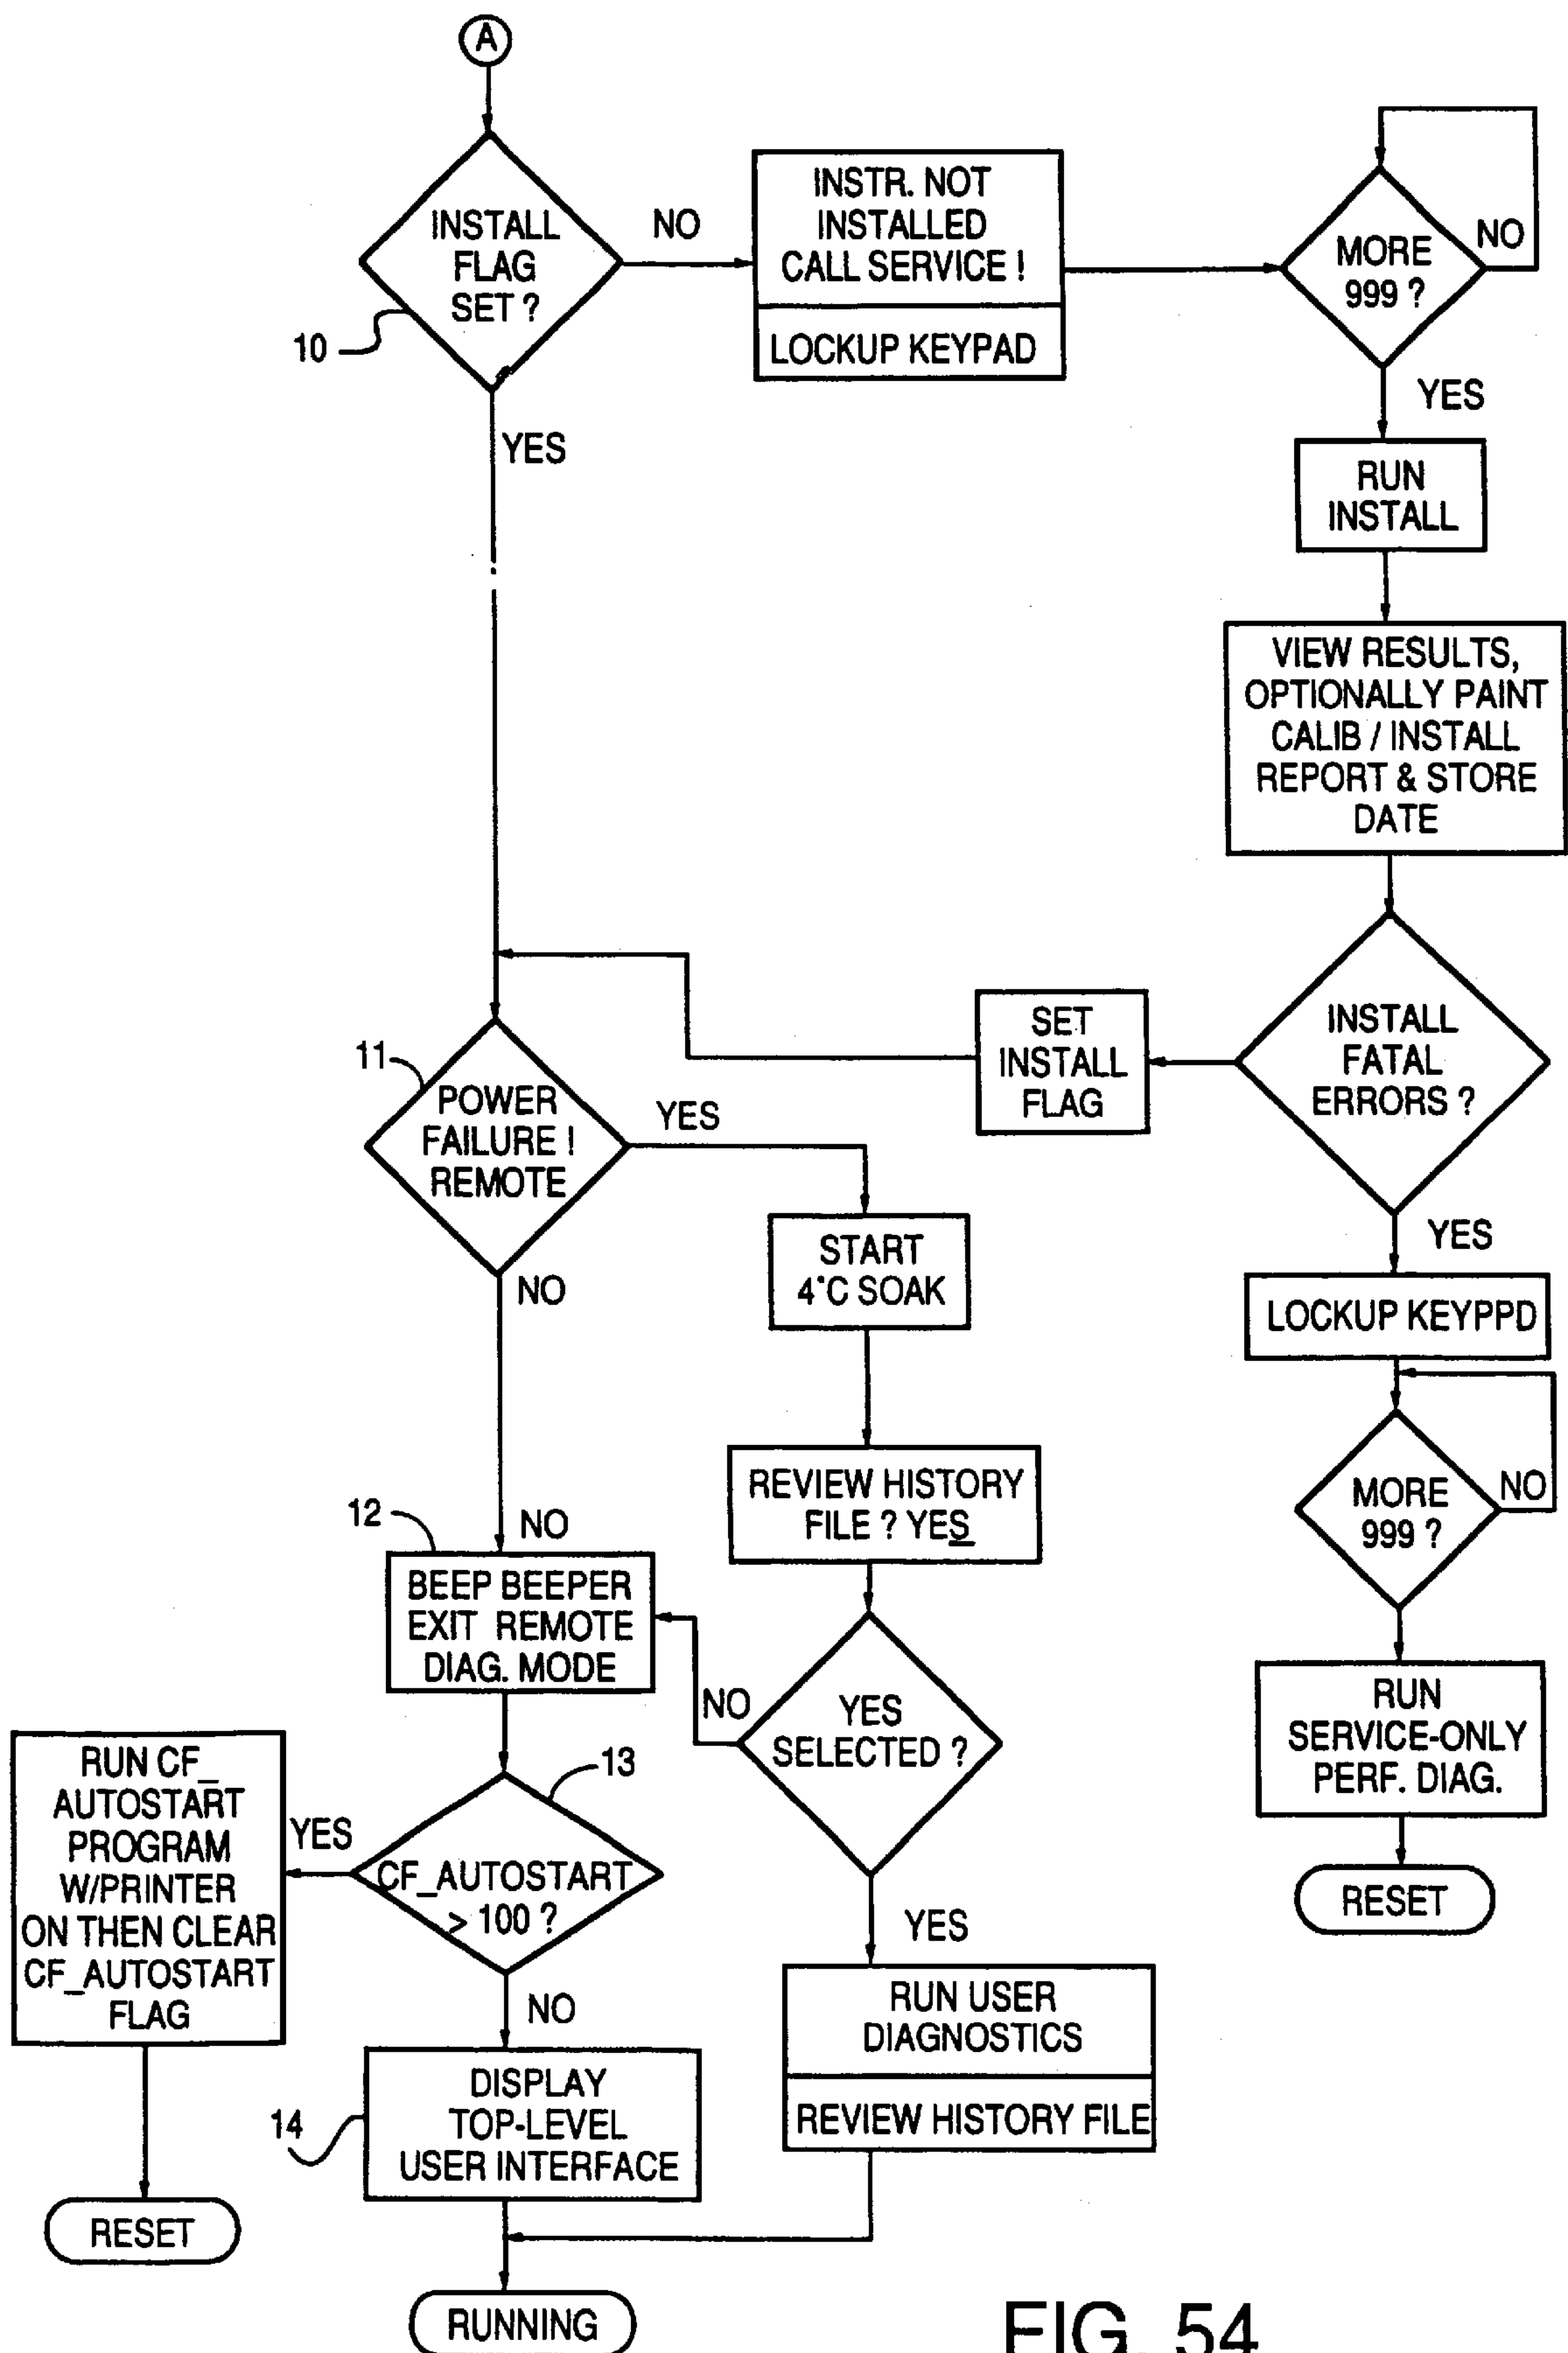 A
INSTALL
FLAG
SET ?
10
NO
YES
INSTR. NOT
INSTALLED
CALL SERVICE !
LOCKUP KEYPAD
MORE
999 ?
NO
YES
RUN
INSTALL
VIEW RESULTS,
OPTIONALLY PAINT
CALIB / INSTALL
REPORT & STORE
DATE
INSTALL
FATAL
ERRORS ?
SET
INSTALL
FLAG
YES
LOCKUP KEYPPD
MORE
999 ?
NO
RUN
SERVICE-ONLY
PERF. DIAG.
RESET
11
POWER
FAILURE !
REMOTE
YES
NO
START
4°C SOAK
REVIEW HISTORY
FILE ? YES
YES
SELECTED ?
NO
YES
RUN USER
DIAGNOSTICS
REVIEW HISTORY FILE
12
NO
BEEP BEEPER
EXIT REMOTE
DIAG. MODE
13
CF_AUTOSTART
> 100 ?
YES
NO
RUN CF_
AUTOSTART
PROGRAM
W/PRINTER
ON THEN CLEAR
CF_AUTOSTART
FLAG
RESET
14
DISPLAY
TOP-LEVEL
USER INTERFACE
RUNNING
FIG. 54